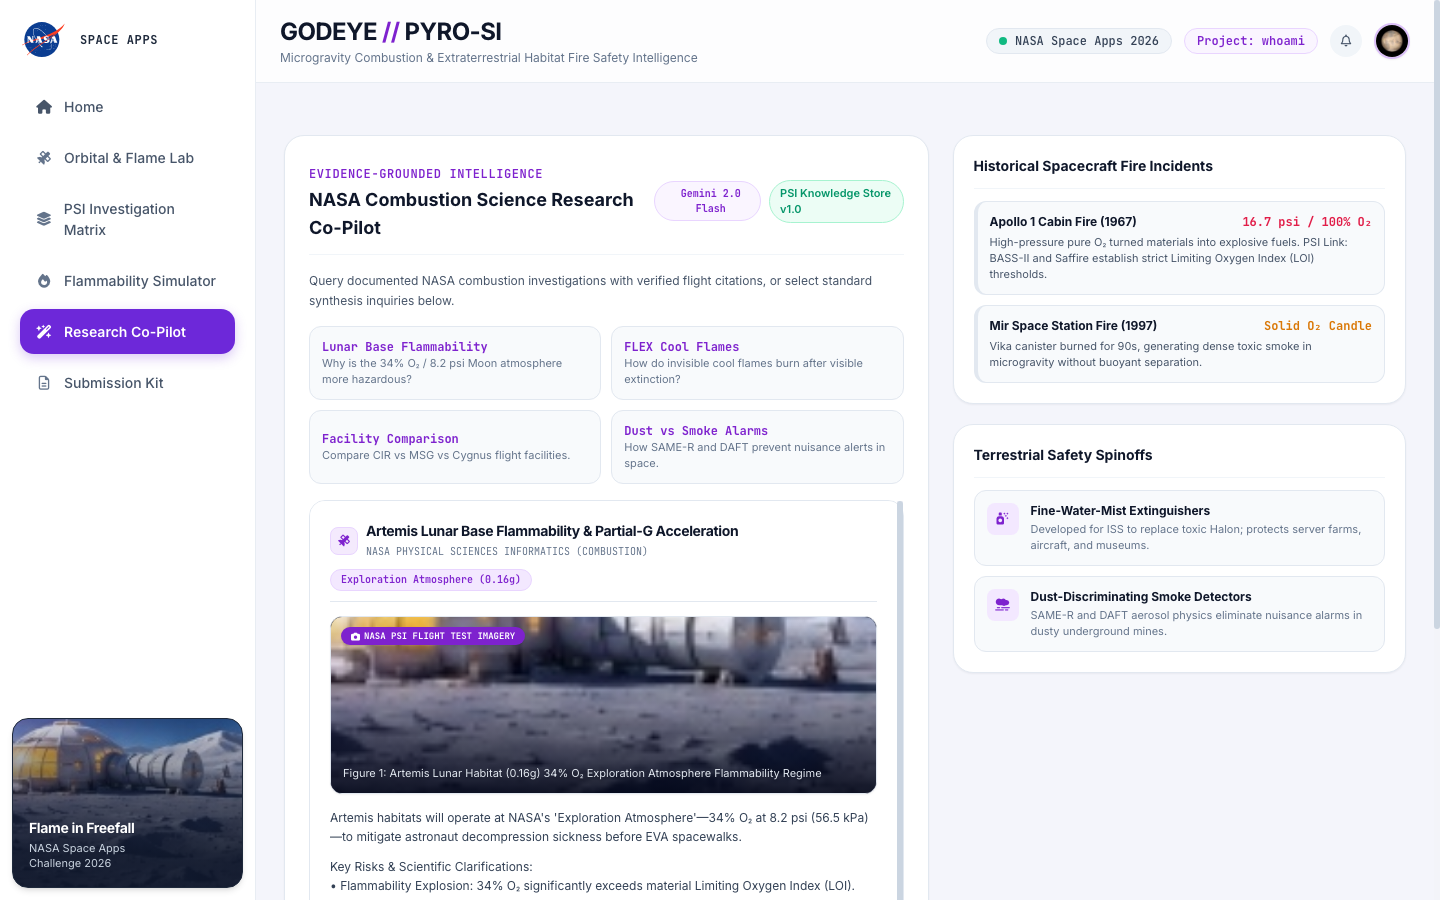 NASA
SPACE APPS
Home
Orbital & Flame Lab
PSI Investigation
Matrix
Flammability Simulator
Research Co-Pilot
Submission Kit
Flame in Freefall
NASA Space Apps
Challenge 2026
GODEYE // PYRO-SI
Microgravity Combustion & Extraterrestrial Habitat Fire Safety Intelligence
NASA Space Apps 2026
Project: whoami
EVIDENCE-GROUNDED INTELLIGENCE
NASA Combustion Science Research
Co-Pilot
Gemini 2.0
Flash
PSI Knowledge Store
v1.0
Query documented NASA combustion investigations with verified flight citations, or select standard
synthesis inquiries below.
Lunar Base Flammability
Why is the 34% O₂ / 8.2 psi Moon atmosphere
more hazardous?
FLEX Cool Flames
How do invisible cool flames burn after visible
extinction?
Facility Comparison
Compare CIR vs MSG vs Cygnus flight facilities.
Dust vs Smoke Alarms
How SAME-R and DAFT prevent nuisance alerts in
space.
Artemis Lunar Base Flammability & Partial-G Acceleration
NASA PHYSICAL SCIENCES INFORMATICS (COMBUSTION)
Exploration Atmosphere (0.16g)
NASA PSI FLIGHT TEST IMAGERY
Figure 1: Artemis Lunar Habitat (0.16g) 34% O₂ Exploration Atmosphere Flammability Regime
Artemis habitats will operate at NASA's 'Exploration Atmosphere'—34% O₂ at 8.2 psi (56.5 kPa)
—to mitigate astronaut decompression sickness before EVA spacewalks.
Key Risks & Scientific Clarifications:
• Flammability Explosion: 34% O₂ significantly exceeds material Limiting Oxygen Index (LOI).
Historical Spacecraft Fire Incidents
Apollo 1 Cabin Fire (1967)
16.7 psi / 100% O₂
High-pressure pure O₂ turned materials into explosive fuels. PSI Link:
BASS-II and Saffire establish strict Limiting Oxygen Index (LOI)
thresholds.
Mir Space Station Fire (1997)
Solid O₂ Candle
Vika canister burned for 90s, generating dense toxic smoke in
microgravity without buoyant separation.
Terrestrial Safety Spinoffs
Fine-Water-Mist Extinguishers
Developed for ISS to replace toxic Halon; protects server farms,
aircraft, and museums.
Dust-Discriminating Smoke Detectors
SAME-R and DAFT aerosol physics eliminate nuisance alarms in
dusty underground mines.